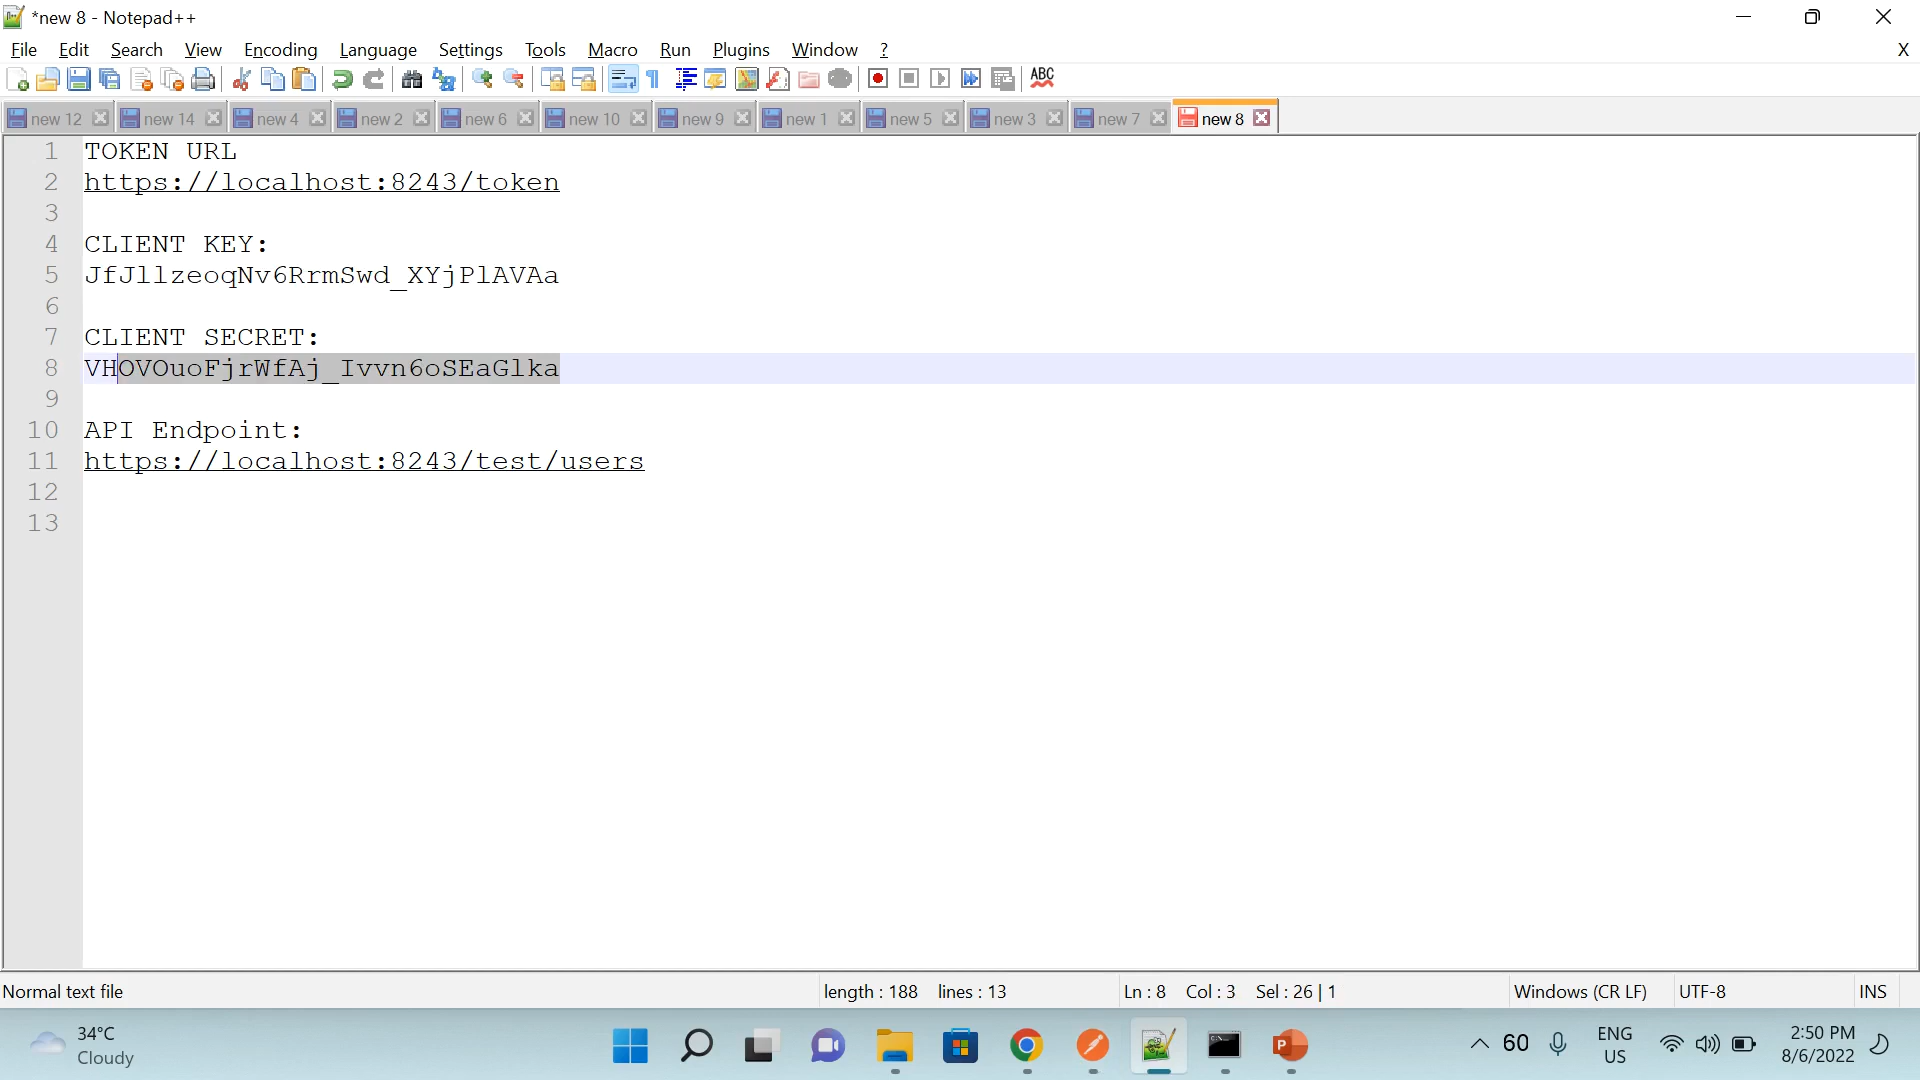 *new 8 - Notepad++
File Edit Search View Encoding Language Settings Tools Macro Run Plugins Window ? X
ABC
new 12 new 14 new 4 new 2 new 6 new 10 new 9 new 1 new 5 new 3 new 7 new 8
1 TOKEN URL
2 https://localhost:8243/token
3
4 CLIENT KEY:
5 JfJllzeoqNv6RrmSwd_XYjPlAVAa
6
7 CLIENT SECRET:
8 VHOVOuoFjrWfAj_Ivvn6oSEaGlka
9
10 API Endpoint:
11 https://localhost:8243/test/users
12
13
Normal text file length : 188 lines : 13 Ln : 8 Col : 3 Sel : 26 | 1 Windows (CR LF) UTF-8 INS
34°C
Cloudy
60
ENG
US
2:50 PM
8/6/2022